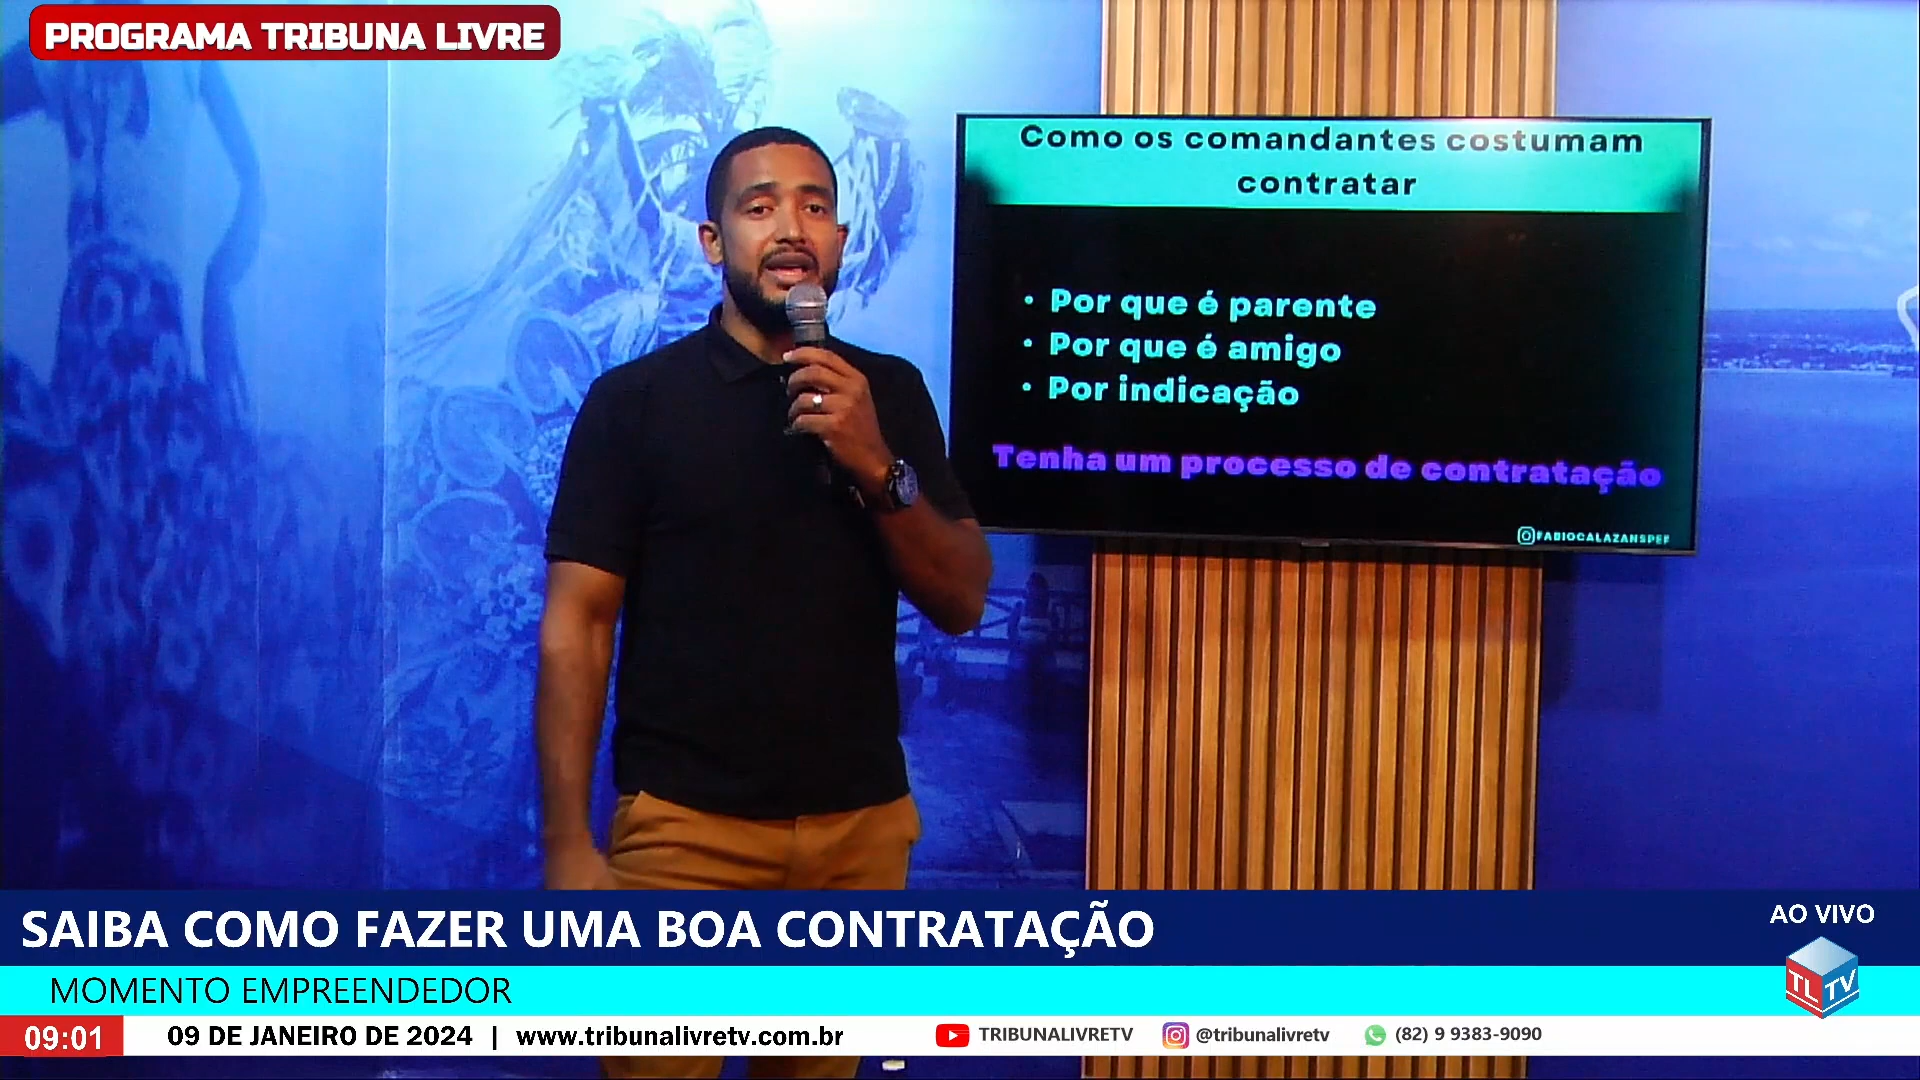 PROGRAMA TRIBUNA LIVRE
Como os comandantes costumam
contratar
• Por que é parente
• Por que é amigo
• Por indicação
Tenha um processo de contratação
FABIOCALAZANSPEF
SAIBA COMO FAZER UMA BOA CONTRATAÇÃO
AO VIVO
MOMENTO EMPREENDEDOR
TL TV
09:01 09 DE JANEIRO DE 2024 | www.tribunalivretv.com.br TRIBUNALIVRETV @tribunalivretv (82) 9 9383-9090